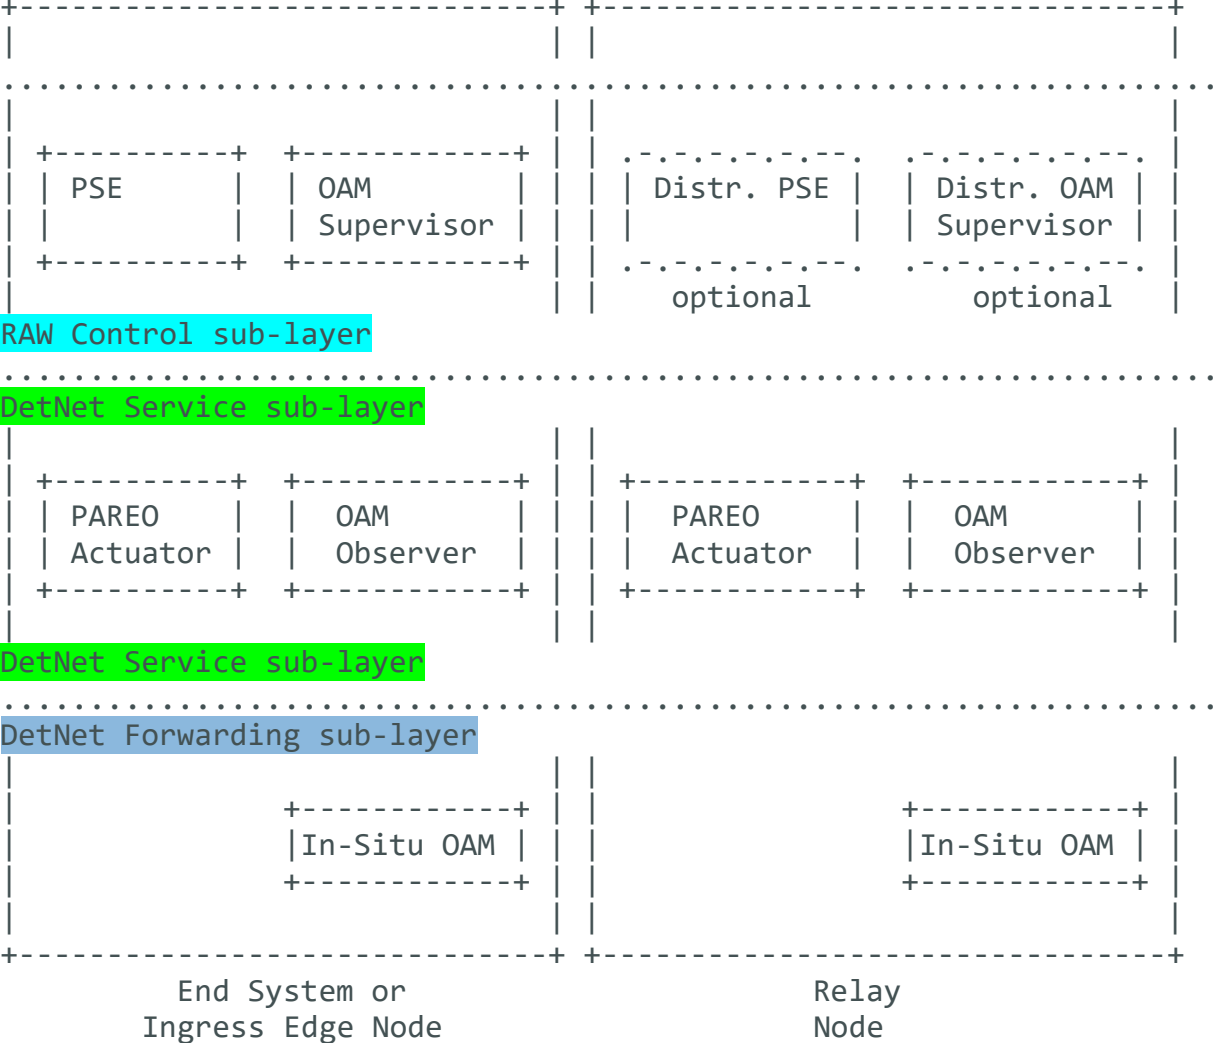 PSE OAM Distr. PSE Distr. OAM
Supervisor Supervisor
optional optional
RAW Control sub-layer
DetNet Service sub-layer
PAREO OAM PAREO OAM
Actuator Observer Actuator Observer
DetNet Service sub-layer
DetNet Forwarding sub-layer
In-Situ OAM In-Situ OAM
End System or Relay
Ingress Edge Node Node